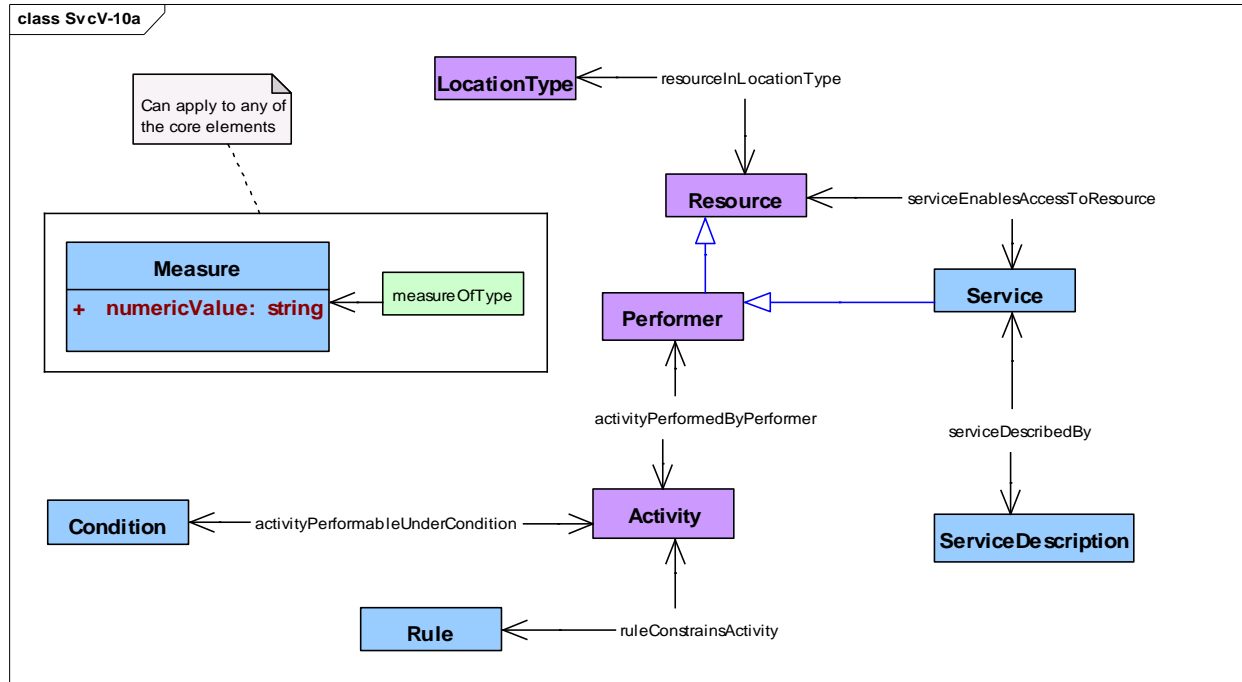 class SvcV-10a
Can apply to any of
the core elements
LocationType
resourceInLocationType
Resource
serviceEnablesAccessToResource
Measure
+ numericValue: string
measureOfType
Performer
Service
activityPerformedByPerformer
serviceDescribedBy
Condition
activityPerformableUnderCondition
Activity
ServiceDescription
Rule
ruleConstrainsActivity